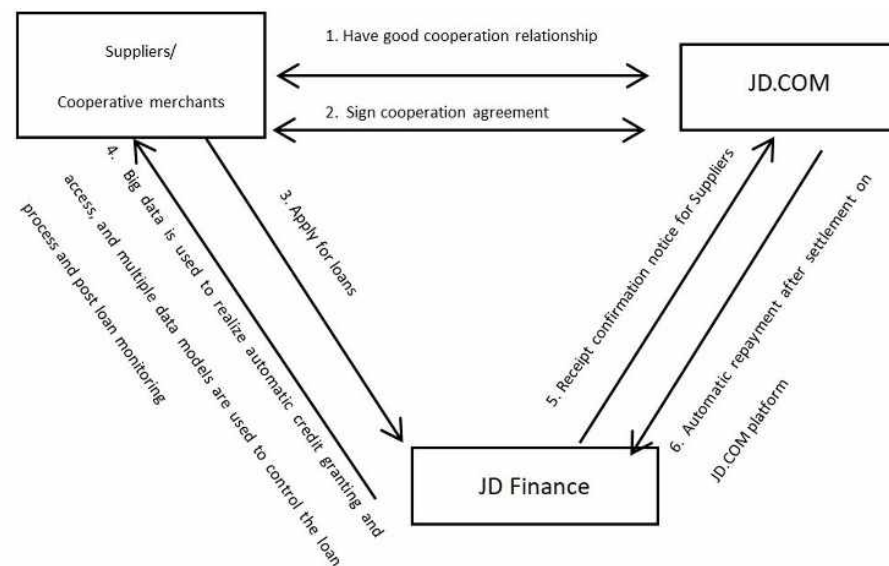 Suppliers/
Cooperative merchants
1. Have good cooperation relationship
2. Sign cooperation agreement
JD.COM
3. Apply for loans
4. Big data is used to realize automatic credit granting and
access, and multiple data models are used to control the loan
process and post loan monitoring
5. Receipt confirmation notice for Suppliers
6. Automatic repayment after settlement on
JD.COM platform
JD Finance